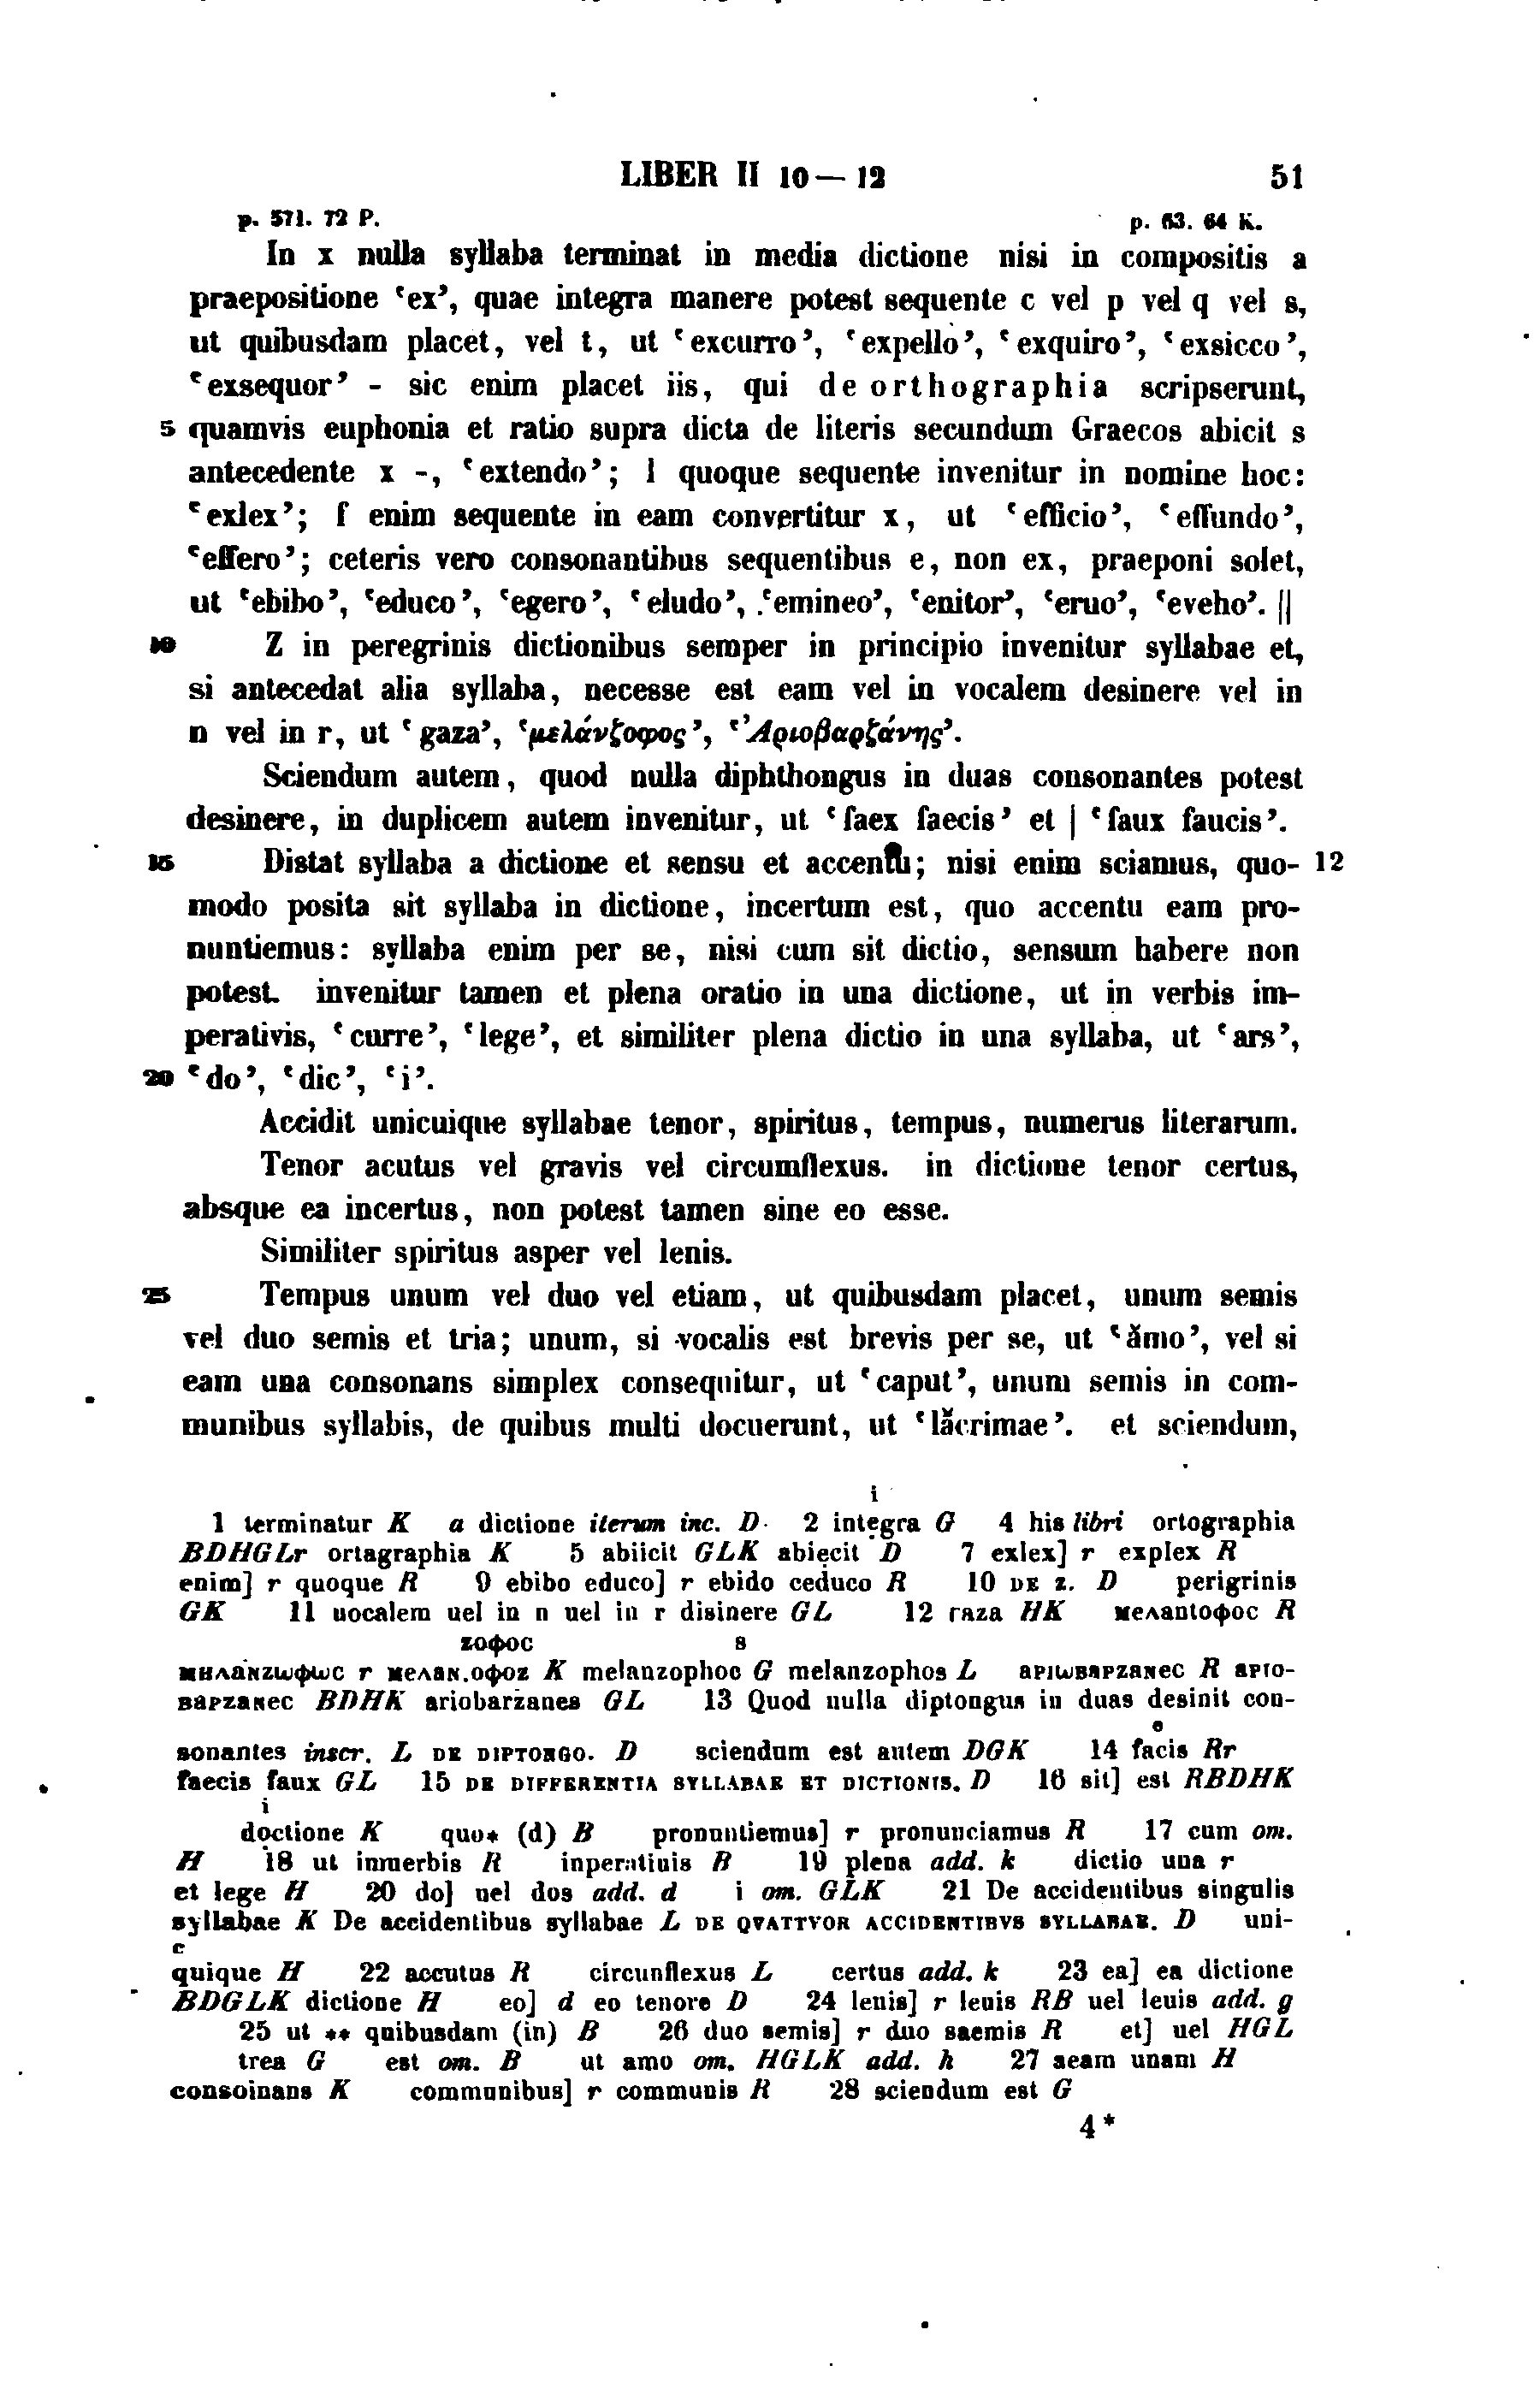 LIBER II 10—12 51
p. 571. 72 P. p. 63. 64 K.
In x nulla syllaba terminat in media dictione nisi in compositis a
praepositione ‘ex’, quae integra manere potest sequente c vel p vel q vel s,
ut quibusdam placet, vel t, ut ‘excurro’, ‘expello’, ‘exquiro’, ‘exsicco’,
‘exsequor’ - sic enim placet iis, qui de orthographia scripserunt,
5 quamvis euphonia et ratio supra dicta de literis secundum Graecos abicit s
antecedente x -, ‘extendo’; l quoque sequente invenitur in nomine hoc:
‘exlex’; f enim sequente in eam convertitur x, ut ‘efficio’, ‘effundo’,
‘effero’; ceteris vero consonantibus sequentibus e, non ex, praeponi solet,
ut ‘ebibo’, ‘educo’, ‘egero’, ‘eludo’, ‘emineo’, ‘enitor’, ‘eruo’, ‘eveho’. ||
10 Z in peregrinis dictionibus semper in principio invenitur syllabae et,
si antecedat alia syllaba, necesse est eam vel in vocalem desinere vel in
n vel in r, ut ‘gaza’, ‘μελάνζοφος’, ‘Ἀριοβαρζάνης’.
Sciendum autem, quod nulla diphthongus in duas consonantes potest
desinere, in duplicem autem invenitur, ut ‘faex faecis’ et | ‘faux faucis’.
15 Distat syllaba a dictione et sensu et accentu; nisi enim sciamus, quo- 12
modo posita sit syllaba in dictione, incertum est, quo accentu eam pro-
nuntiemus: syllaba enim per se, nisi cum sit dictio, sensum habere non
potest. invenitur tamen et plena oratio in una dictione, ut in verbis im-
perativis, ‘curre’, ‘lege’, et similiter plena dictio in una syllaba, ut ‘ars’,
20 ‘do’, ‘dic’, ‘i’.
Accidit unicuique syllabae tenor, spiritus, tempus, numerus literarum.
Tenor acutus vel gravis vel circumflexus. in dictione tenor certus,
absque ea incertus, non potest tamen sine eo esse.
Similiter spiritus asper vel lenis.
25 Tempus unum vel duo vel etiam, ut quibusdam placet, unum semis
vel duo semis et tria; unum, si vocalis est brevis per se, ut ‘ămo’, vel si
eam una consonans simplex consequitur, ut ‘caput’, unum semis in com-
munibus syllabis, de quibus multi docuerunt, ut ‘lăcrimae’. et sciendum,
i
1 terminatur K a dictione iterum inc. D 2 intęgra G 4 his libri ortographia
BDHGLr ortagraphia K 5 abiicit GLK abiecit D 7 exlex] r explex R
enim] r quoque R 9 ebibo educo] r ebido ceduco R 10 DE Z. D perigrinis
GK 11 uocalem uel in n uel in r disinere GL 12 raza HK мeлantoфoc R
zoфoc s
мнлaнzωфωc r мeлaн.oфoz K melanzophoc G melanzophos L apiωbapzanec R apio-
bapzanec BDHK ariobarzanes GL 13 Quod nulla diptongus in duas desinit con-
e
sonantes inscr. L DE DIPTONGO. D sciendum est autem DGK 14 facis Rr
faecis faux GL 15 DE DIFFERENTIA SYLLABAE ET DICTIONIS. D 16 sit] est RBDHK
i
doctione K quo* (d) B pronuntiemus] r pronunciamus R 17 cum om.
H 18 ut inuerbis R inperatiuis B 19 plena add. k dictio una r
et lege H 20 do] uel dos add. d i om. GLK 21 De accidentibus singulis
syllabae K De accidentibus syllabae L DE QVATTVOR ACCIDENTIBVS SYLLABAE. D uni-
c
quique H 22 accutus R circunflexus L certus add. k 23 ea] ea dictione
BDGLK dictione H eo] d eo tenore D 24 lenis] r leuis RB uel leuis add. g
25 ut ** quibusdam (in) B 26 duo semis] r duo saemis R et] uel HGL
trea G est om. B ut amo om. HGLK add. h 27 aeam unam H
consoinans K communibus] r communis R 28 sciendum est G
4*